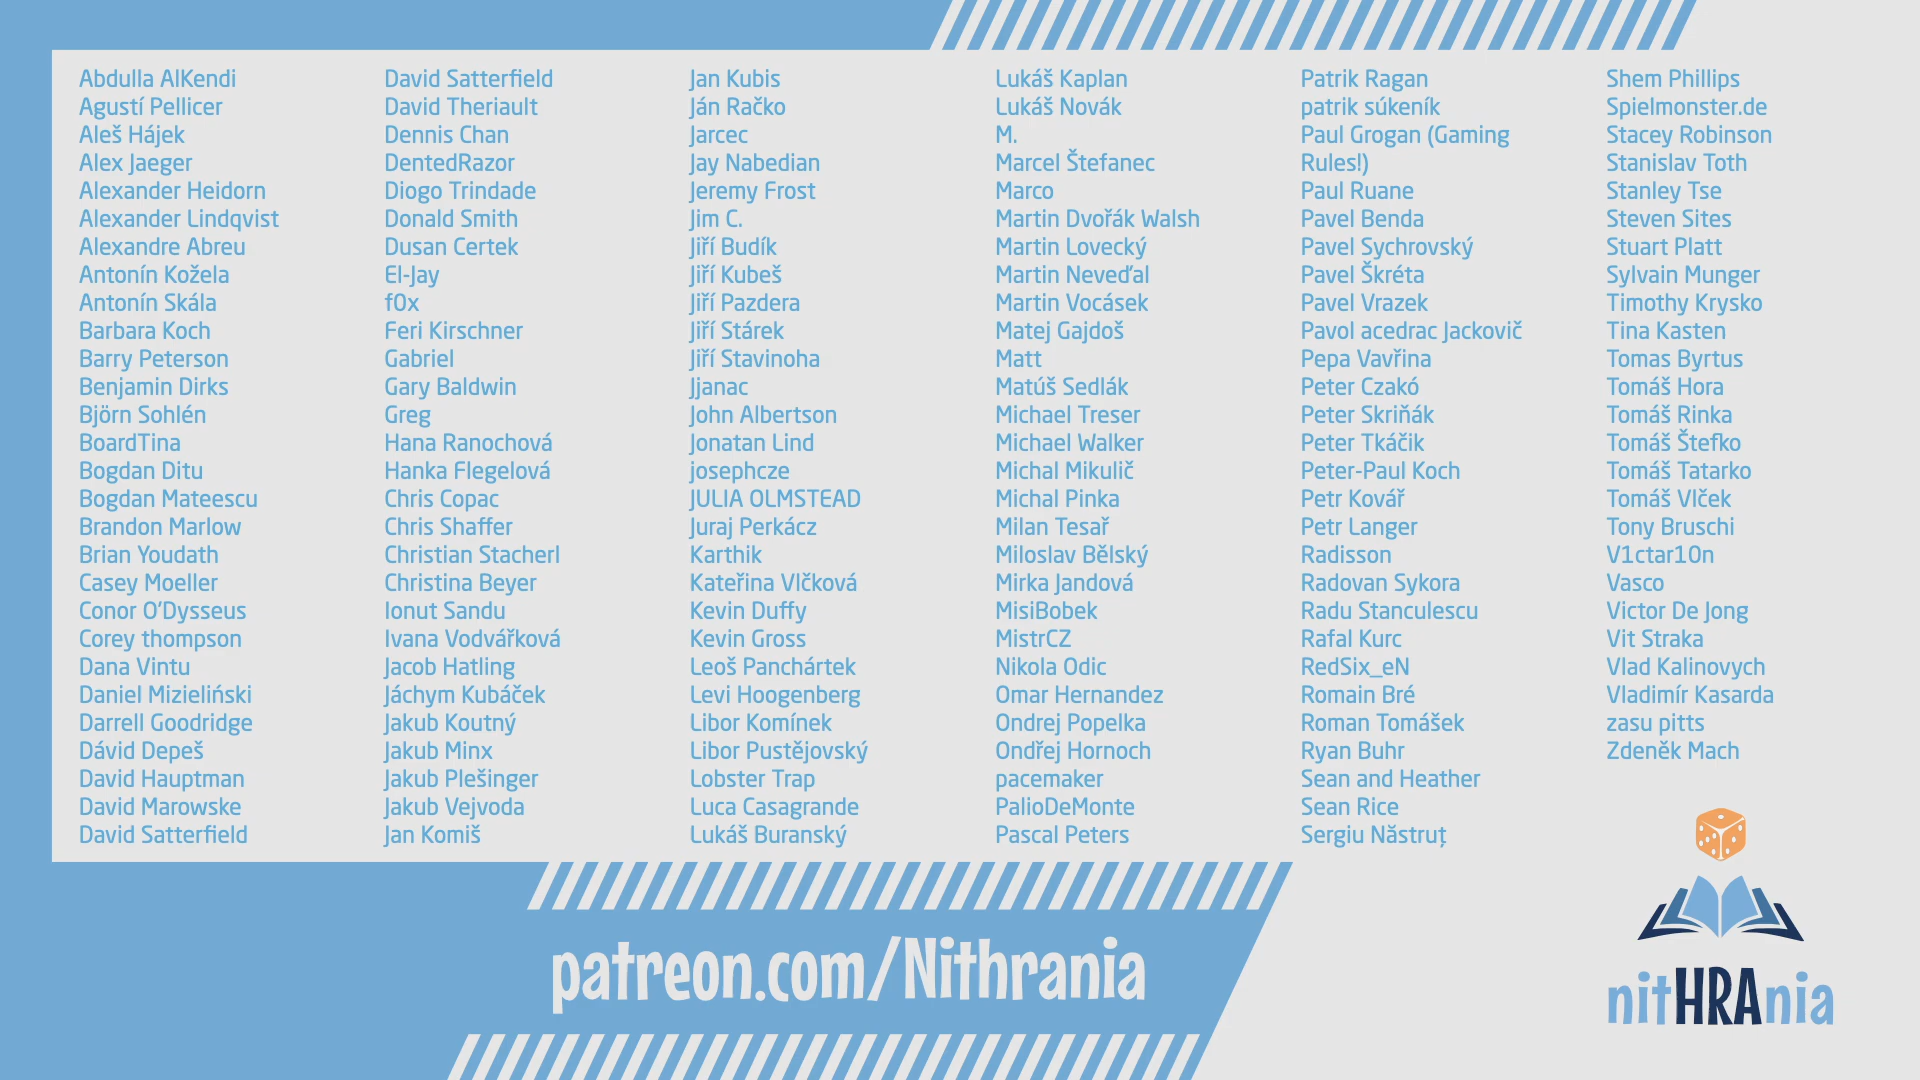 Abdulla AlKendi
Agustí Pellicer
Aleš Hájek
Alex Jaeger
Alexander Heidorn
Alexander Lindqvist
Alexandre Abreu
Antonín Kožela
Antonín Skála
Barbara Koch
Barry Peterson
Benjamin Dirks
Björn Sohlén
BoardTina
Bogdan Ditu
Bogdan Mateescu
Brandon Marlow
Brian Youdath
Casey Moeller
Conor O'Dysseus
Corey thompson
Dana Vintu
Daniel Mizieliński
Darrell Goodridge
Dávid Depeš
David Hauptman
David Marowske
David Satterfield
David Satterfield
David Theriault
Dennis Chan
DentedRazor
Diogo Trindade
Donald Smith
Dusan Certek
El-Jay
f0x
Feri Kirschner
Gabriel
Gary Baldwin
Greg
Hana Ranochová
Hanka Flegelová
Chris Copac
Chris Shaffer
Christian Stacherl
Christina Beyer
Ionut Sandu
Ivana Vodvářková
Jacob Hatling
Jáchym Kubáček
Jakub Koutný
Jakub Minx
Jakub Plešinger
Jakub Vejvoda
Jan Komiš
Jan Kubis
Ján Račko
Jarcec
Jay Nabedian
Jeremy Frost
Jim C.
Jiří Budík
Jiří Kubeš
Jiří Pazdera
Jiří Stárek
Jiří Stavinoha
Jjanac
John Albertson
Jonatan Lind
josephcze
JULIA OLMSTEAD
Juraj Perkácz
Karthik
Kateřina Vlčková
Kevin Duffy
Kevin Gross
Leoš Panchártek
Levi Hoogenberg
Libor Komínek
Libor Pustějovský
Lobster Trap
Luca Casagrande
Lukáš Buranský
Lukáš Kaplan
Lukáš Novák
M.
Marcel Štefanec
Marco
Martin Dvořák Walsh
Martin Lovecký
Martin Neveďal
Martin Vocásek
Matej Gajdoš
Matt
Matúš Sedlák
Michael Treser
Michael Walker
Michal Mikulič
Michal Pinka
Milan Tesař
Miloslav Bělský
Mirka Jandová
MisiBobek
MistrCZ
Nikola Odic
Omar Hernandez
Ondrej Popelka
Ondřej Hornoch
pacemaker
PalioDeMonte
Pascal Peters
Patrik Ragan
patrik súkeník
Paul Grogan (Gaming
Rules!)
Paul Ruane
Pavel Benda
Pavel Sychrovský
Pavel Škréta
Pavel Vrazek
Pavol acedrac Jackovič
Pepa Vavřina
Peter Czakó
Peter Skriňák
Peter Tkáčik
Peter-Paul Koch
Petr Kovář
Petr Langer
Radisson
Radovan Sykora
Radu Stanculescu
Rafal Kurc
RedSix_eN
Romain Bré
Roman Tomášek
Ryan Buhr
Sean and Heather
Sean Rice
Sergiu Năstruț
Shem Phillips
Spielmonster.de
Stacey Robinson
Stanislav Toth
Stanley Tse
Steven Sites
Stuart Platt
Sylvain Munger
Timothy Krysko
Tina Kasten
Tomas Byrtus
Tomáš Hora
Tomáš Rinka
Tomáš Štefko
Tomáš Tatarko
Tomáš Vlček
Tony Bruschi
V1ctar10n
Vasco
Victor De Jong
Vit Straka
Vlad Kalinovych
Vladimír Kasarda
zasu pitts
Zdeněk Mach
patreon.com/Nithrania
nitHRAnia